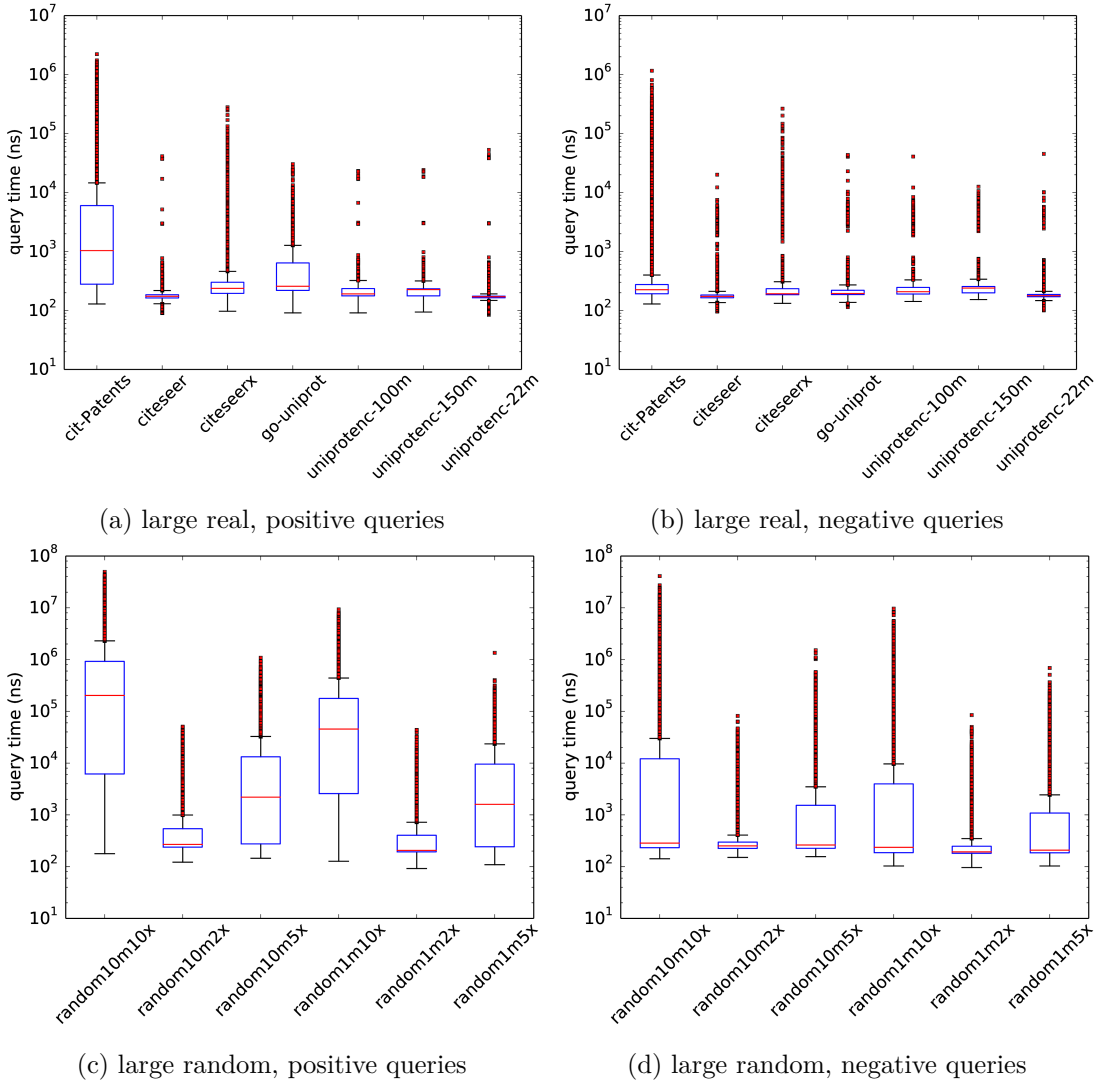 10^7
10^6
10^5
10^4
10^3
10^2
10^1
query time (ns)
cit-Patents
citeseer
citeseerx
go-uniprot
uniprotenc-100m
uniprotenc-150m
uniprotenc-22m
(a) large real, positive queries
10^7
10^6
10^5
10^4
10^3
10^2
10^1
query time (ns)
cit-Patents
citeseer
citeseerx
go-uniprot
uniprotenc-100m
uniprotenc-150m
uniprotenc-22m
(b) large real, negative queries
10^8
10^7
10^6
10^5
10^4
10^3
10^2
10^1
query time (ns)
random10m10x
random10m2x
random10m5x
random1m10x
random1m2x
random1m5x
(c) large random, positive queries
10^8
10^7
10^6
10^5
10^4
10^3
10^2
10^1
query time (ns)
random10m10x
random10m2x
random10m5x
random1m10x
random1m2x
random1m5x
(d) large random, negative queries